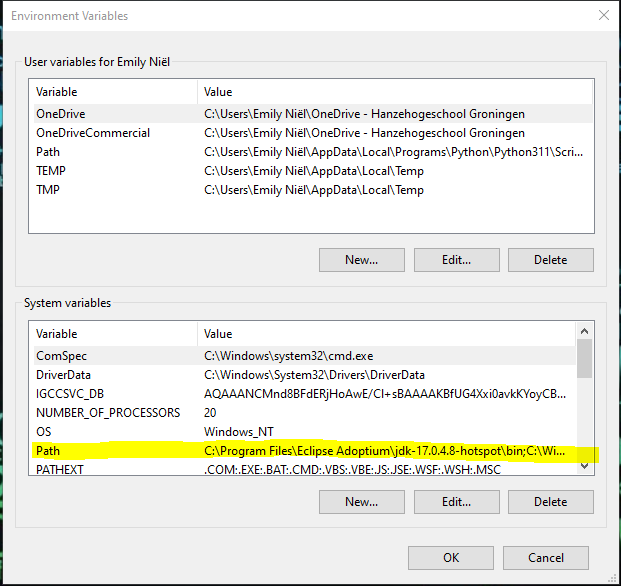 Environment Variables
User variables for Emily Niël
Variable Value
OneDrive C:\Users\Emily Niël\OneDrive - Hanzehogeschool Groningen
OneDriveCommercial C:\Users\Emily Niël\OneDrive - Hanzehogeschool Groningen
Path C:\Users\Emily Niël\AppData\Local\Programs\Python\Python311\Scri...
TEMP C:\Users\Emily Niël\AppData\Local\Temp
TMP C:\Users\Emily Niël\AppData\Local\Temp
New... Edit... Delete
System variables
Variable Value
ComSpec C:\Windows\system32\cmd.exe
DriverData C:\Windows\System32\Drivers\DriverData
IGCCSVC_DB AQAAANCMnd8BFdERjHoAwE/Cl+sBAAAAKBfUG4Xxi0avkKYoyCB...
NUMBER_OF_PROCESSORS 20
OS Windows_NT
Path C:\Program Files\Eclipse Adoptium\jdk-17.0.4.8-hotspot\bin;C:\Wi...
PATHEXT .COM;.EXE;.BAT;.CMD;.VBS;.VBE;.JS;.JSE;.WSF;.WSH;.MSC
New... Edit... Delete
OK Cancel